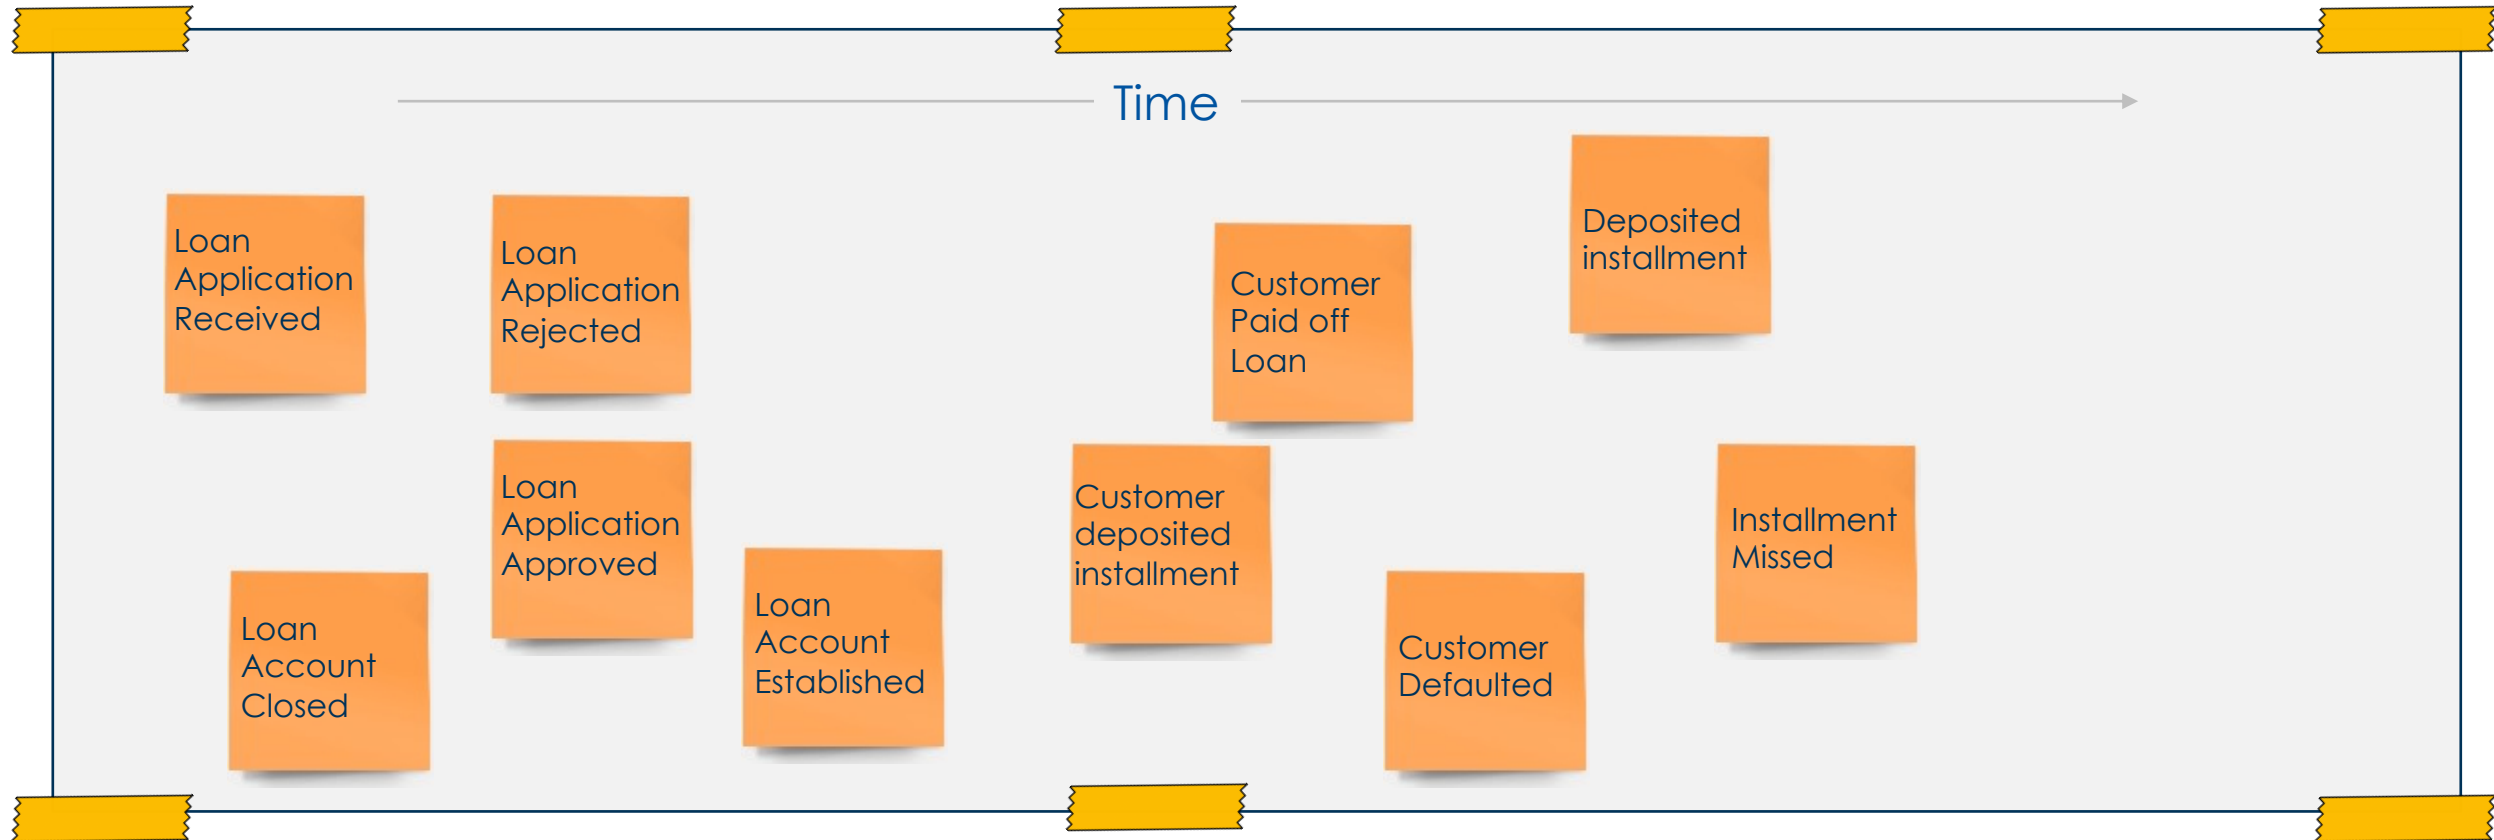 Time
Loan
Application
Received
Loan
Application
Rejected
Customer
Paid off
Loan
Deposited
installment
Loan
Application
Approved
Customer
deposited
installment
Installment
Missed
Loan
Account
Closed
Loan
Account
Established
Customer
Defaulted